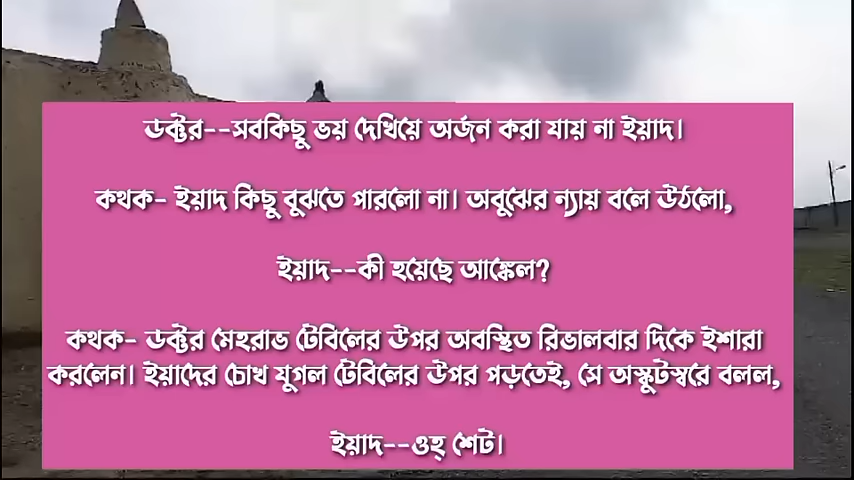 ডক্টর--সবকিছু ভয় দেখিয়ে অর্জন করা যায় না ইয়াদ।
কথক- ইয়াদ কিছু বুঝতে পারলো না। অবুঝের ন্যায় বলে উঠলো,
ইয়াদ--কী হয়েছে আঙ্কেল?
কথক- ডক্টর মেহরাভ টেবিলের উপর অবস্থিত রিভালবার দিকে ইশারা
করলেন। ইয়াদের চোখ যুগল টেবিলের উপর পড়তেই, সে অস্ফুটস্বরে বলল,
ইয়াদ--ওহ্ শেট।